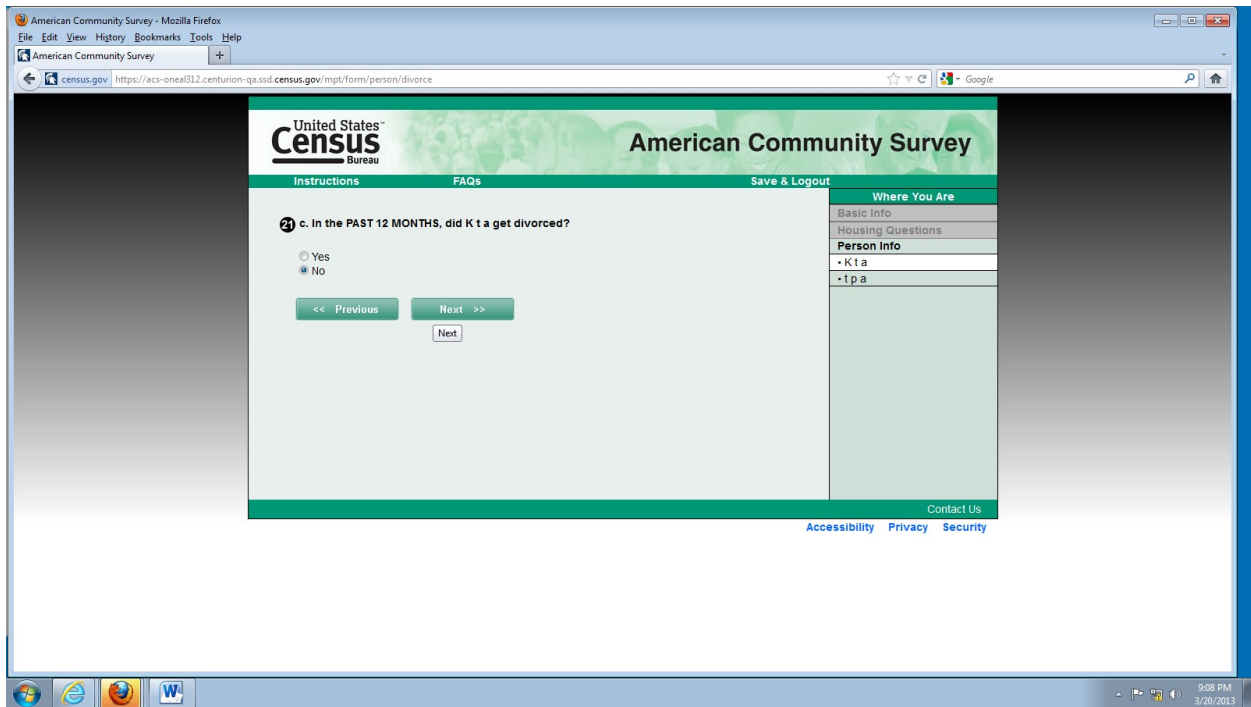 American Community Survey - Mozilla Firefox
File Edit View History Bookmarks Tools Help
American Community Survey +
census.gov https://acs-oneal312.centurion-qa.ssd.census.gov/mpt/form/person/divorce Google
United States™
Census
Bureau
American Community Survey
Instructions FAQs Save & Logout
Where You Are
Basic Info
Housing Questions
Person Info
• K t a
• t p a
21 c. In the PAST 12 MONTHS, did K t a get divorced?
Yes
No
<< Previous Next >>
Next
Contact Us
Accessibility Privacy Security
W
9:08 PM
3/20/2013